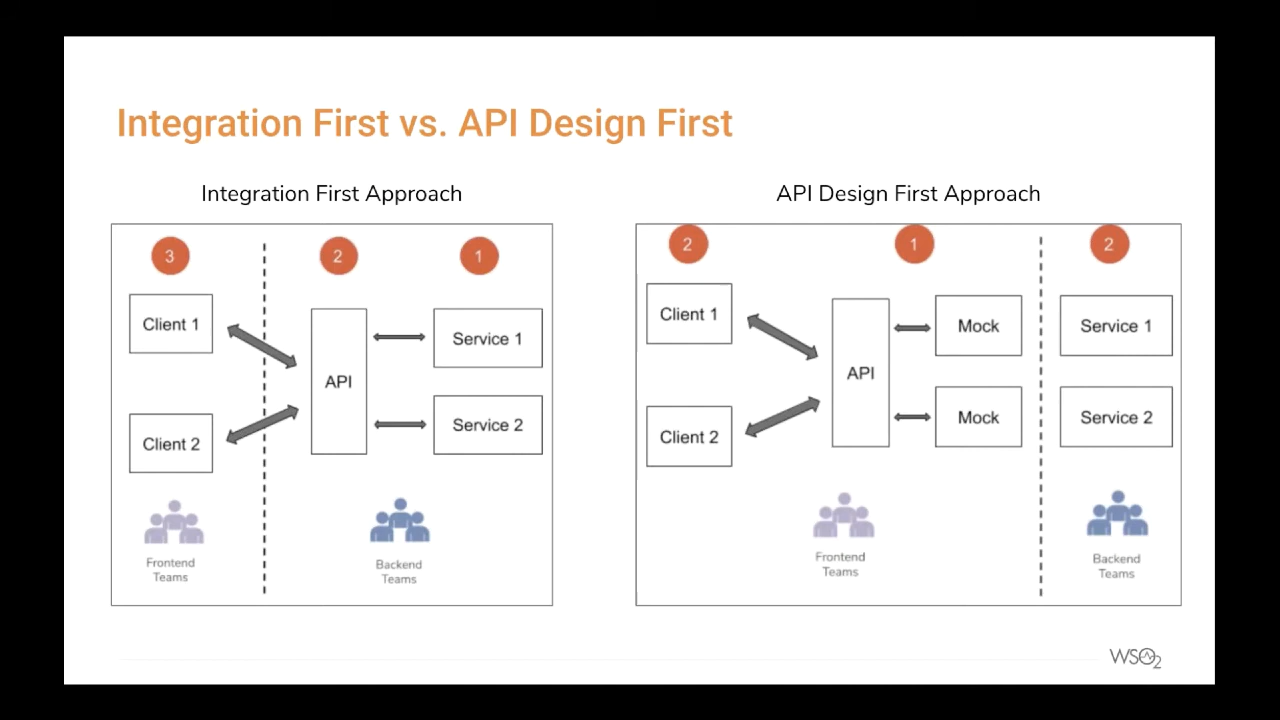 Integration First vs. API Design First
Integration First Approach
3
2
1
Client 1
Client 2
API
Service 1
Service 2
Frontend
Teams
Backend
Teams
API Design First Approach
2
1
2
Client 1
Client 2
API
Mock
Mock
Service 1
Service 2
Frontend
Teams
Backend
Teams
WSO2